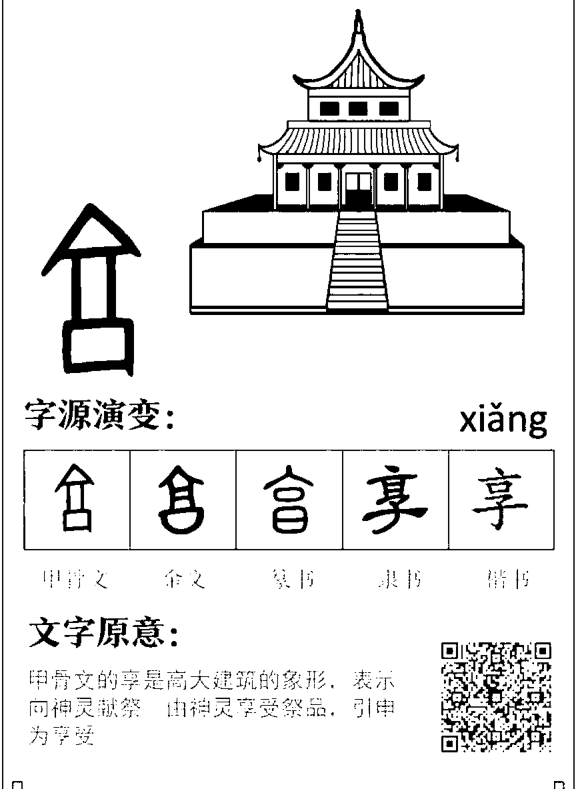 字源演变： xiǎng
甲骨文 金文 篆书 隶书 楷书
文字原意：
甲骨文的享是高大建筑的象形，表示
向神灵献祭 由神灵享受祭品，引申
为享受